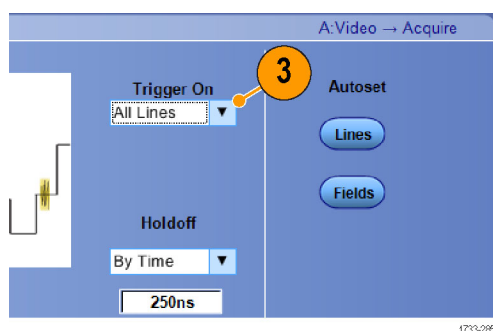 A:Video → Acquire
3
Trigger On
All Lines
Autoset
Lines
Fields
Holdoff
By Time
250ns